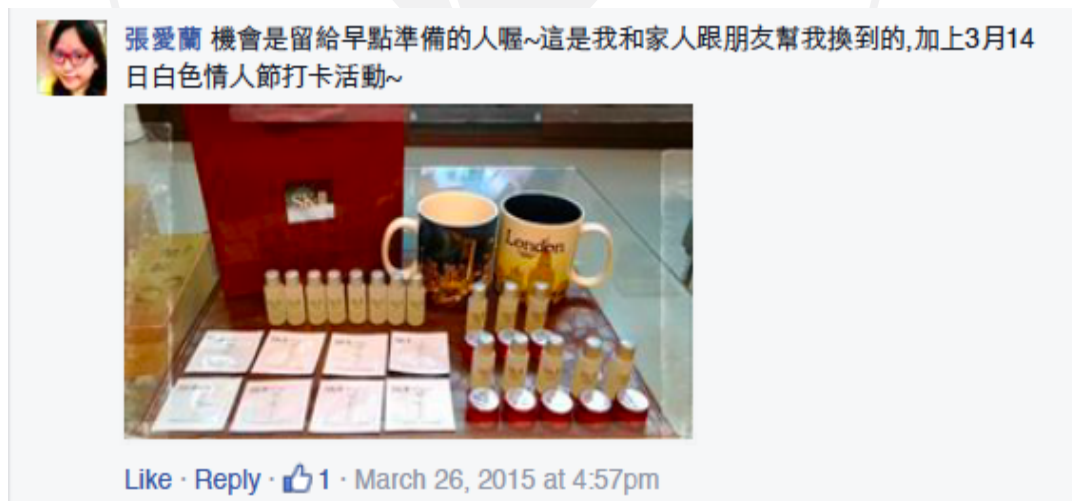 張愛蘭 機會是留給早點準備的人喔~這是我和家人跟朋友幫我換到的,加上3月14
日白色情人節打卡活動~
SK-II
London
Like · Reply · 1 · March 26, 2015 at 4:57pm